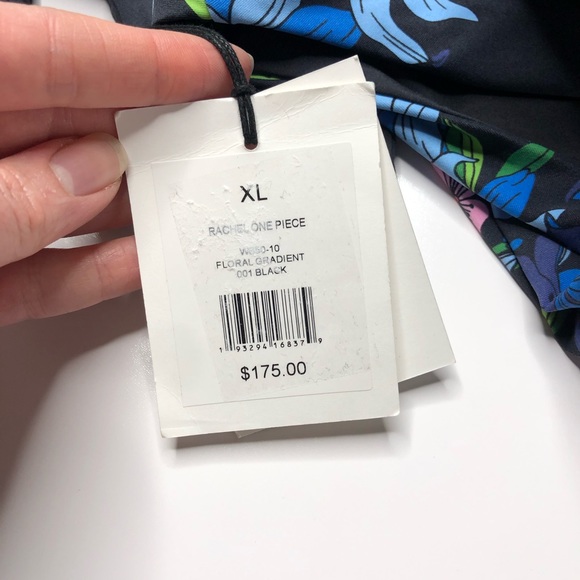 XL
RACHEL ONE PIECE
FLORAL GRADIENT
001 BLACK
1 93294 16837 9
$175.00